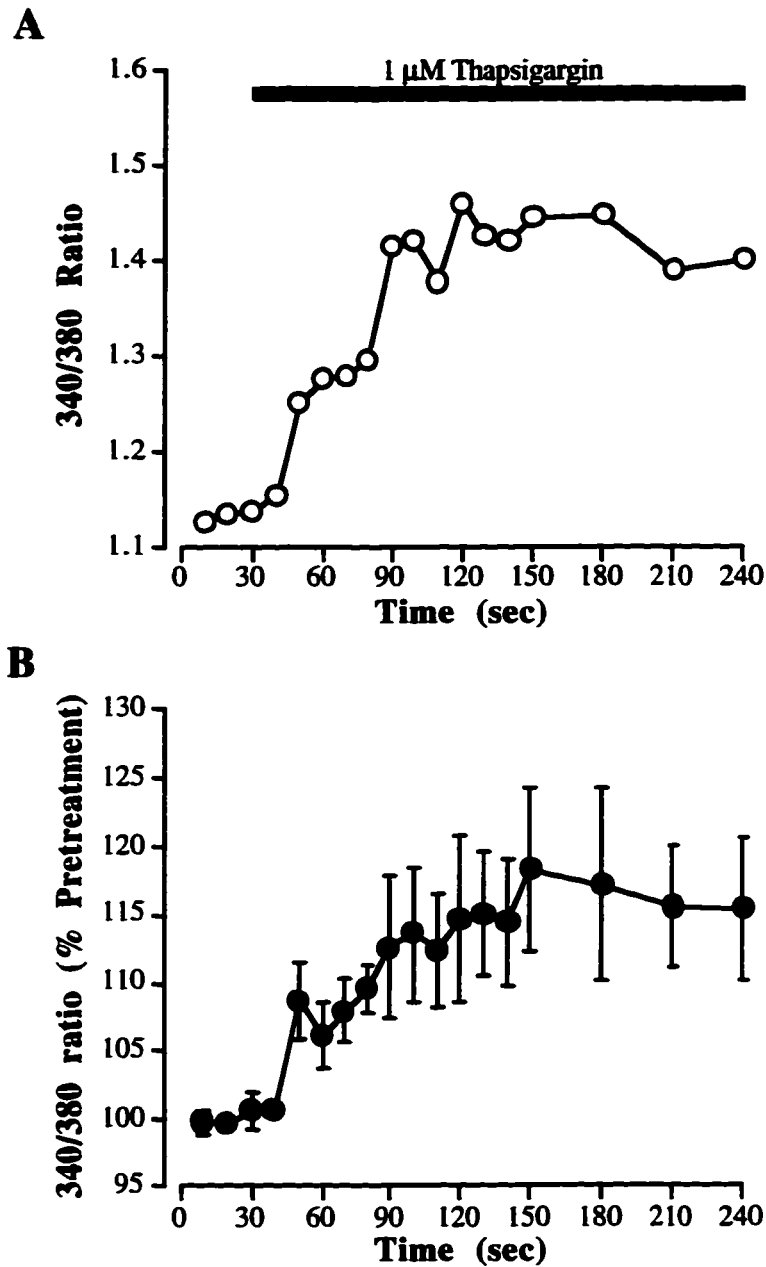 A
1 µM Thapsigargin
340/380 Ratio
1.6
1.5
1.4
1.3
1.2
1.1
0 30 60 90 120 150 180 210 240
Time (sec)
B
340/380 ratio (% Pretreatment)
130
125
120
115
110
105
100
95
0 30 60 90 120 150 180 210 240
Time (sec)